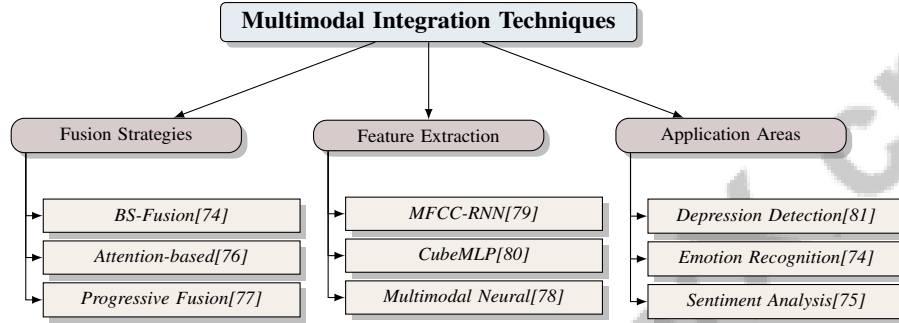 Multimodal Integration Techniques
Fusion Strategies
BS-Fusion[74]
Attention-based[76]
Progressive Fusion[77]
Feature Extraction
MFCC-RNN[79]
CubeMLP[80]
Multimodal Neural[78]
Application Areas
Depression Detection[81]
Emotion Recognition[74]
Sentiment Analysis[75]